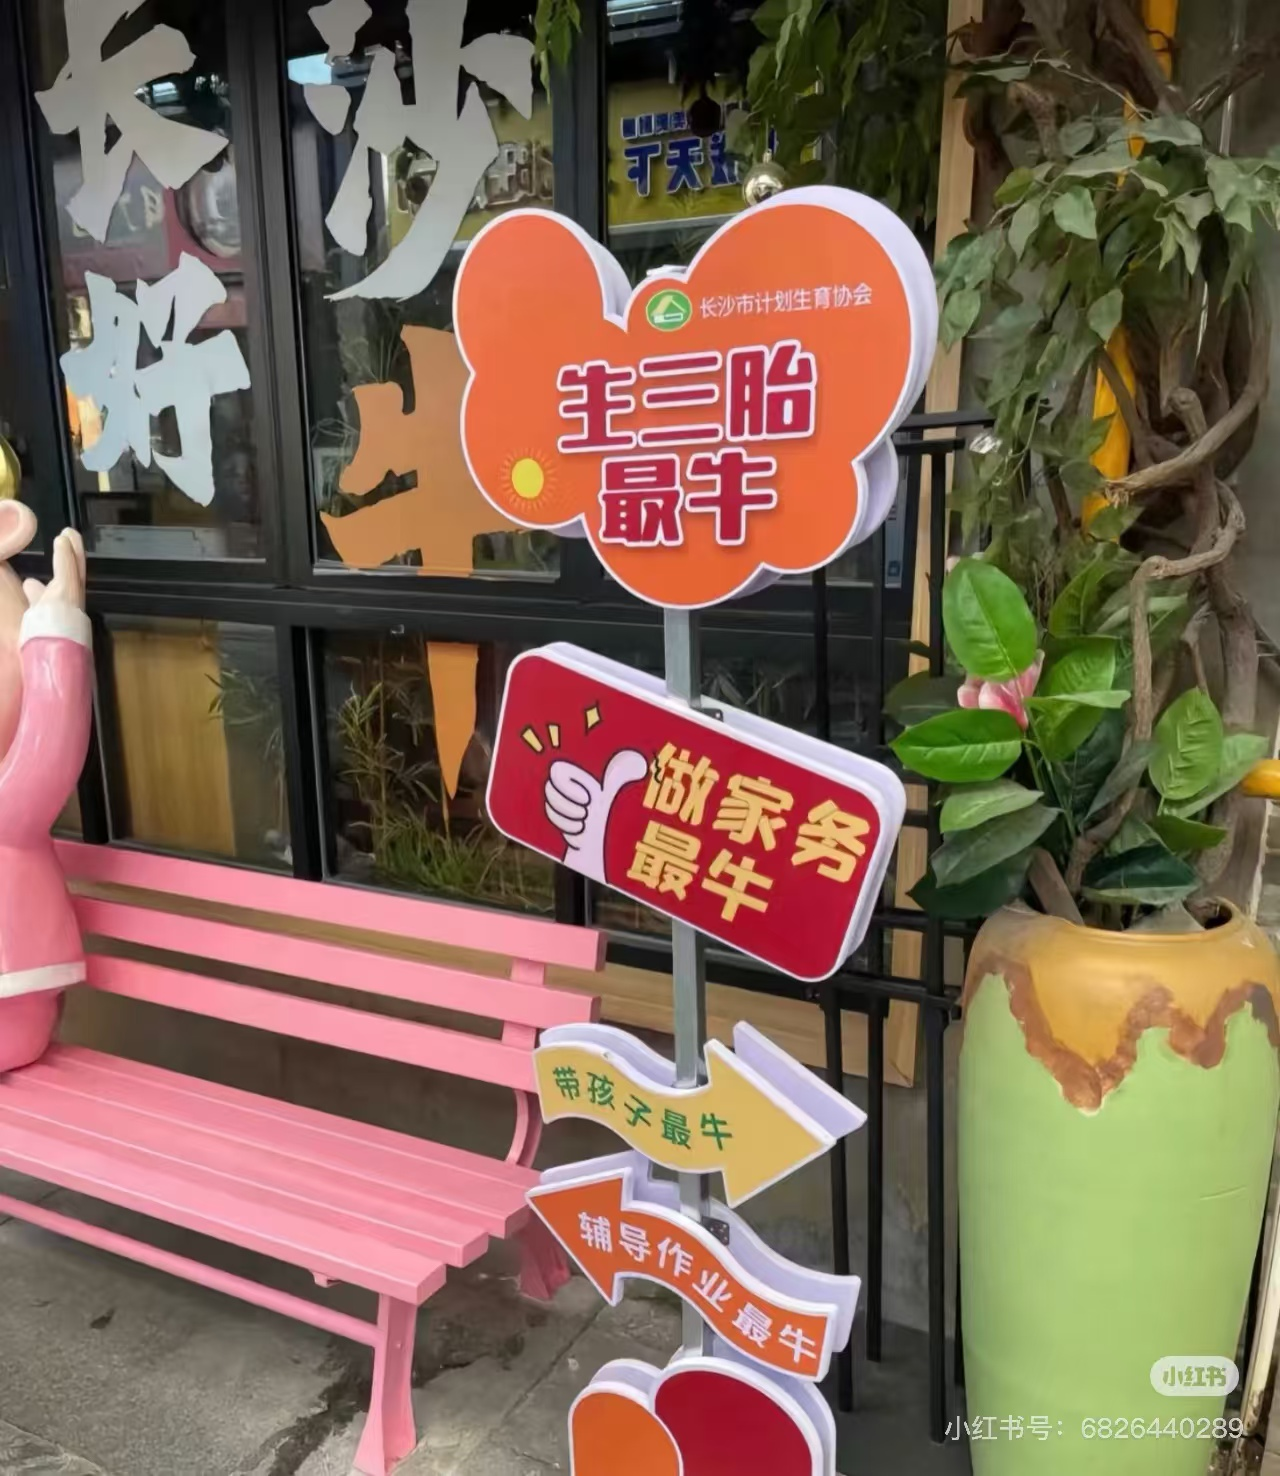 长沙
好牛
长沙市计划生育协会
生三胎
最牛
做家务
最牛
带孩子最牛
辅导作业最牛
小红书
小红书号：6826440289